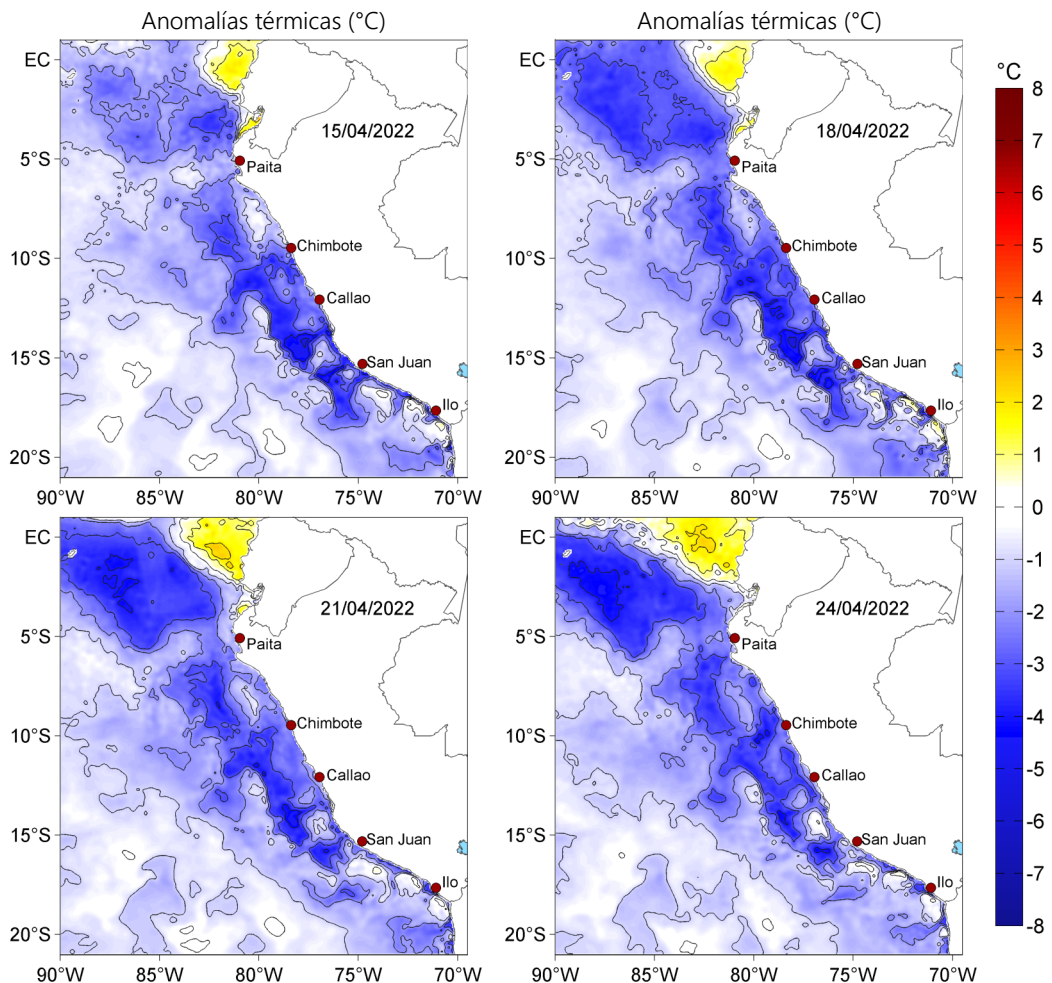 Anomalías térmicas (°C)
Anomalías térmicas (°C)
EC
5°S
10°S
15°S
20°S
15/04/2022
Paita
Chimbote
Callao
San Juan
Ilo
90°W
85°W
80°W
75°W
70°W
EC
5°S
10°S
15°S
20°S
18/04/2022
Paita
Chimbote
Callao
San Juan
Ilo
90°W
85°W
80°W
75°W
70°W
°C
8
7
6
5
4
3
2
1
0
-1
-2
-3
-4
-5
-6
-7
-8
EC
5°S
10°S
15°S
20°S
21/04/2022
Paita
Chimbote
Callao
San Juan
Ilo
90°W
85°W
80°W
75°W
70°W
EC
5°S
10°S
15°S
20°S
24/04/2022
Paita
Chimbote
Callao
San Juan
Ilo
90°W
85°W
80°W
75°W
70°W